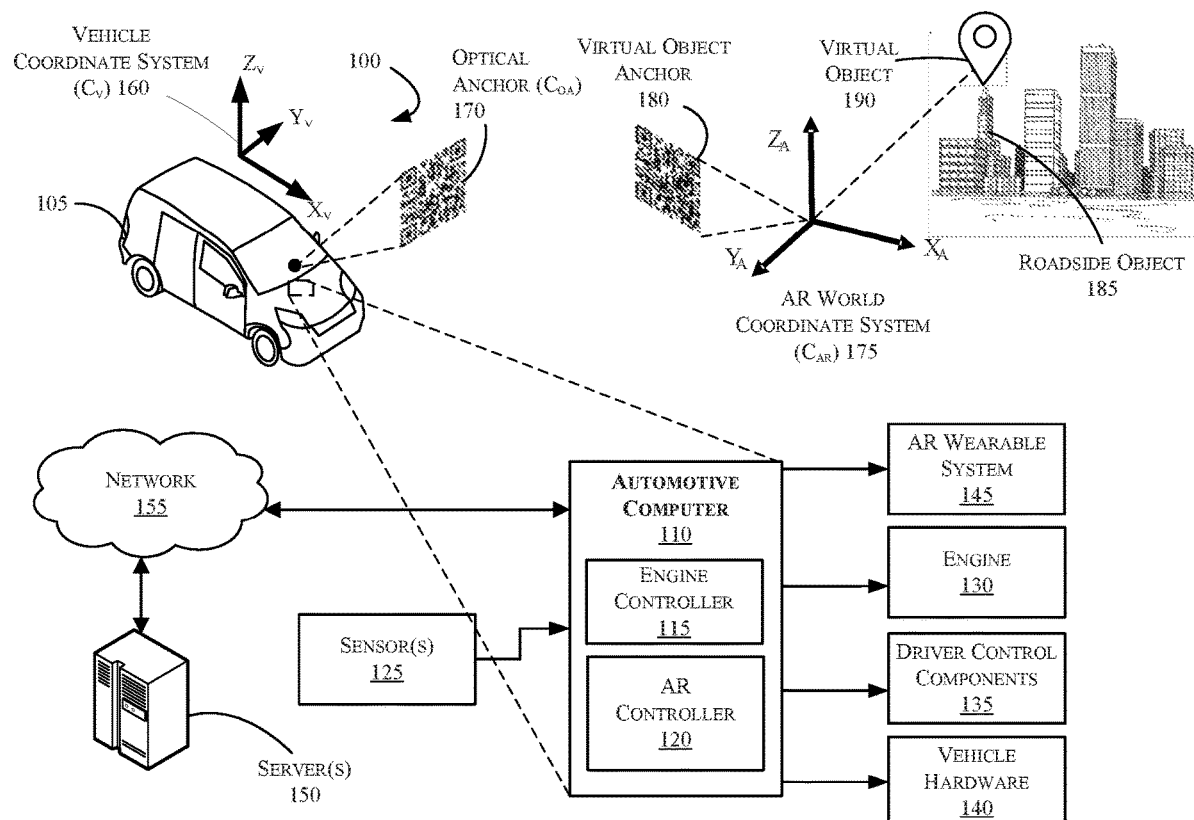 VEHICLE
COORDINATE SYSTEM
(CV) 160
ZV
YV
XV
100
OPTICAL
ANCHOR (COA)
170
VIRTUAL OBJECT
ANCHOR
180
VIRTUAL
OBJECT
190
105
ZA
YA
XA
AR WORLD
COORDINATE SYSTEM
(CAR) 175
ROADSIDE OBJECT
185
NETWORK
155
SERVER(S)
150
SENSOR(S)
125
AUTOMOTIVE
COMPUTER
110
ENGINE
CONTROLLER
115
AR
CONTROLLER
120
AR WEARABLE
SYSTEM
145
ENGINE
130
DRIVER CONTROL
COMPONENTS
135
VEHICLE
HARDWARE
140